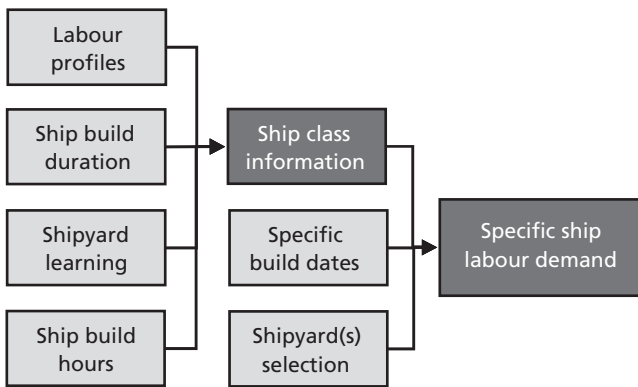 Labour
profiles
Ship build
duration
Shipyard
learning
Ship build
hours
Ship class
information
Specific
build dates
Shipyard(s)
selection
Specific ship
labour demand